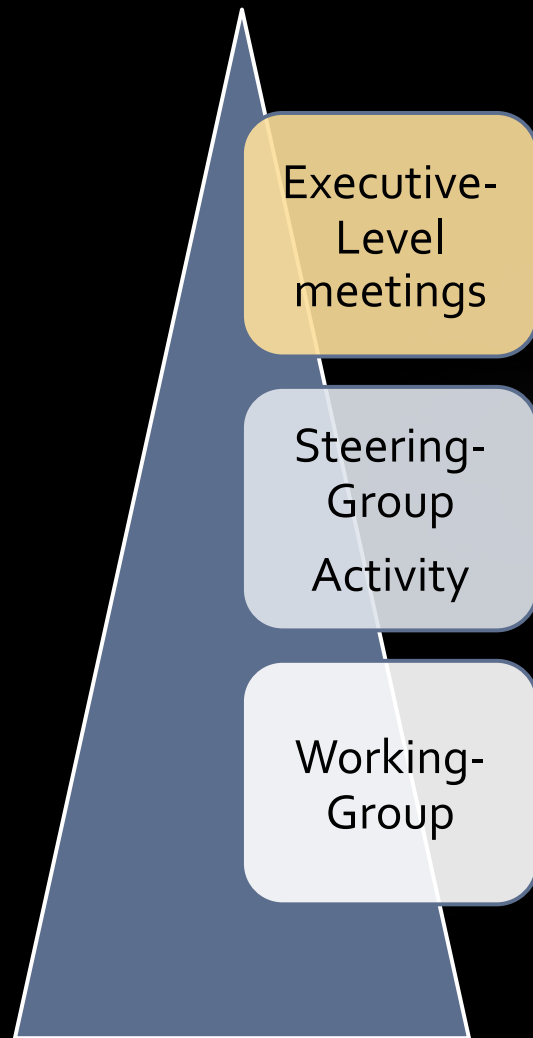 Executive-
Level
meetings
Steering-
Group
Activity
Working-
Group